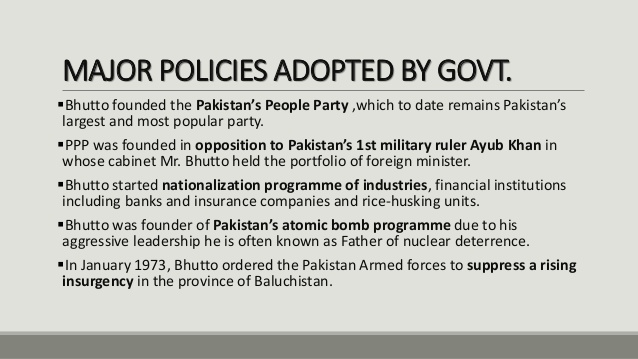 MAJOR POLICIES ADOPTED BY GOVT.
▪Bhutto founded the Pakistan’s People Party ,which to date remains Pakistan’s
largest and most popular party.
▪PPP was founded in opposition to Pakistan’s 1st military ruler Ayub Khan in
whose cabinet Mr. Bhutto held the portfolio of foreign minister.
▪Bhutto started nationalization programme of industries, financial institutions
including banks and insurance companies and rice-husking units.
▪Bhutto was founder of Pakistan’s atomic bomb programme due to his
aggressive leadership he is often known as Father of nuclear deterrence.
▪In January 1973, Bhutto ordered the Pakistan Armed forces to suppress a rising
insurgency in the province of Baluchistan.